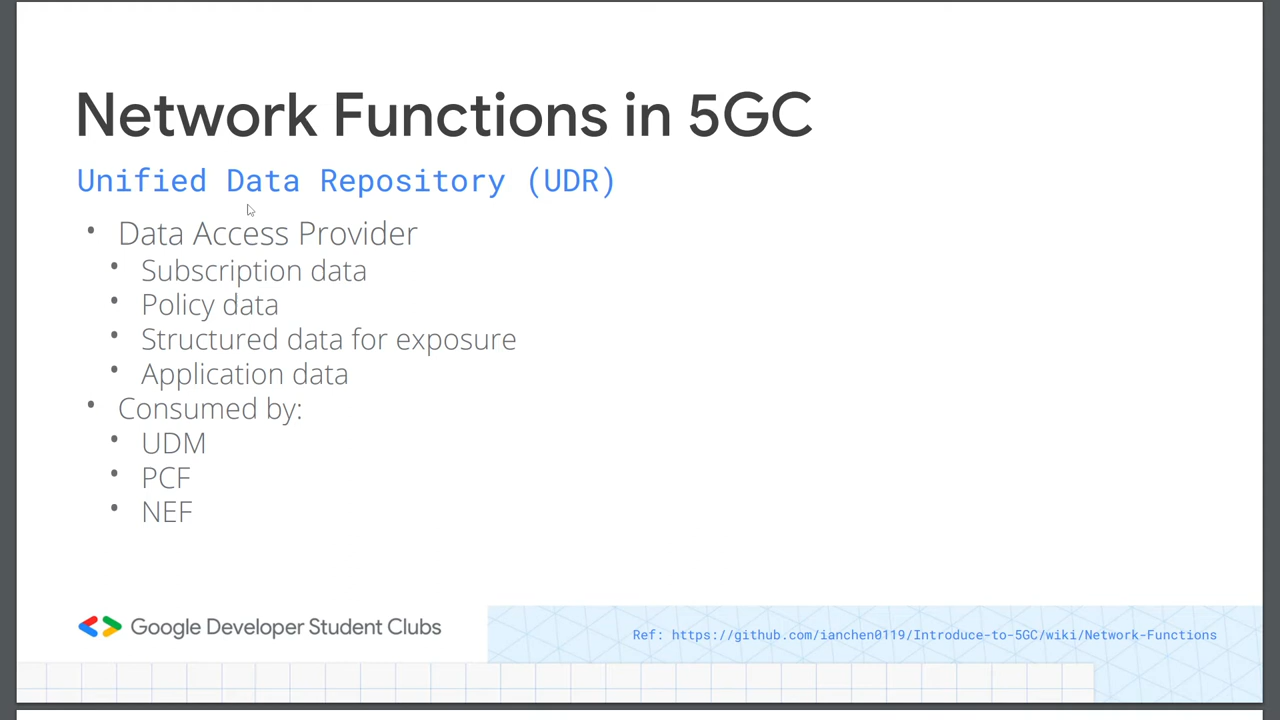 Network Functions in 5GC
Unified Data Repository (UDR)
• Data Access Provider
• Subscription data
• Policy data
• Structured data for exposure
• Application data
• Consumed by:
• UDM
• PCF
• NEF
Google Developer Student Clubs
Ref: https://github.com/ianchen0119/Introduce-to-5GC/wiki/Network-Functions